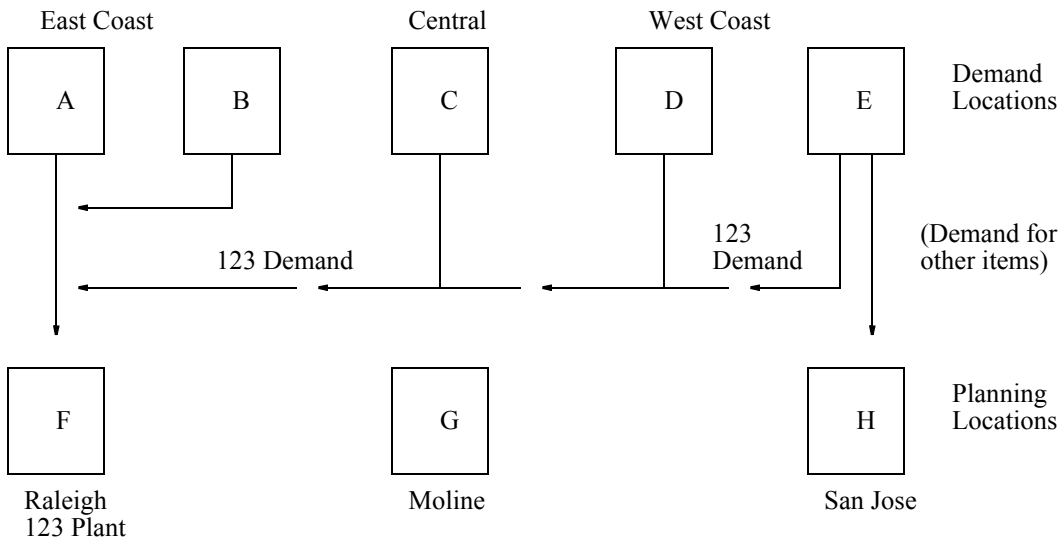 East Coast
Central
West Coast
A
B
C
D
E
Demand
Locations
123 Demand
123
Demand
(Demand for
other items)
F
G
H
Planning
Locations
Raleigh
123 Plant
Moline
San Jose